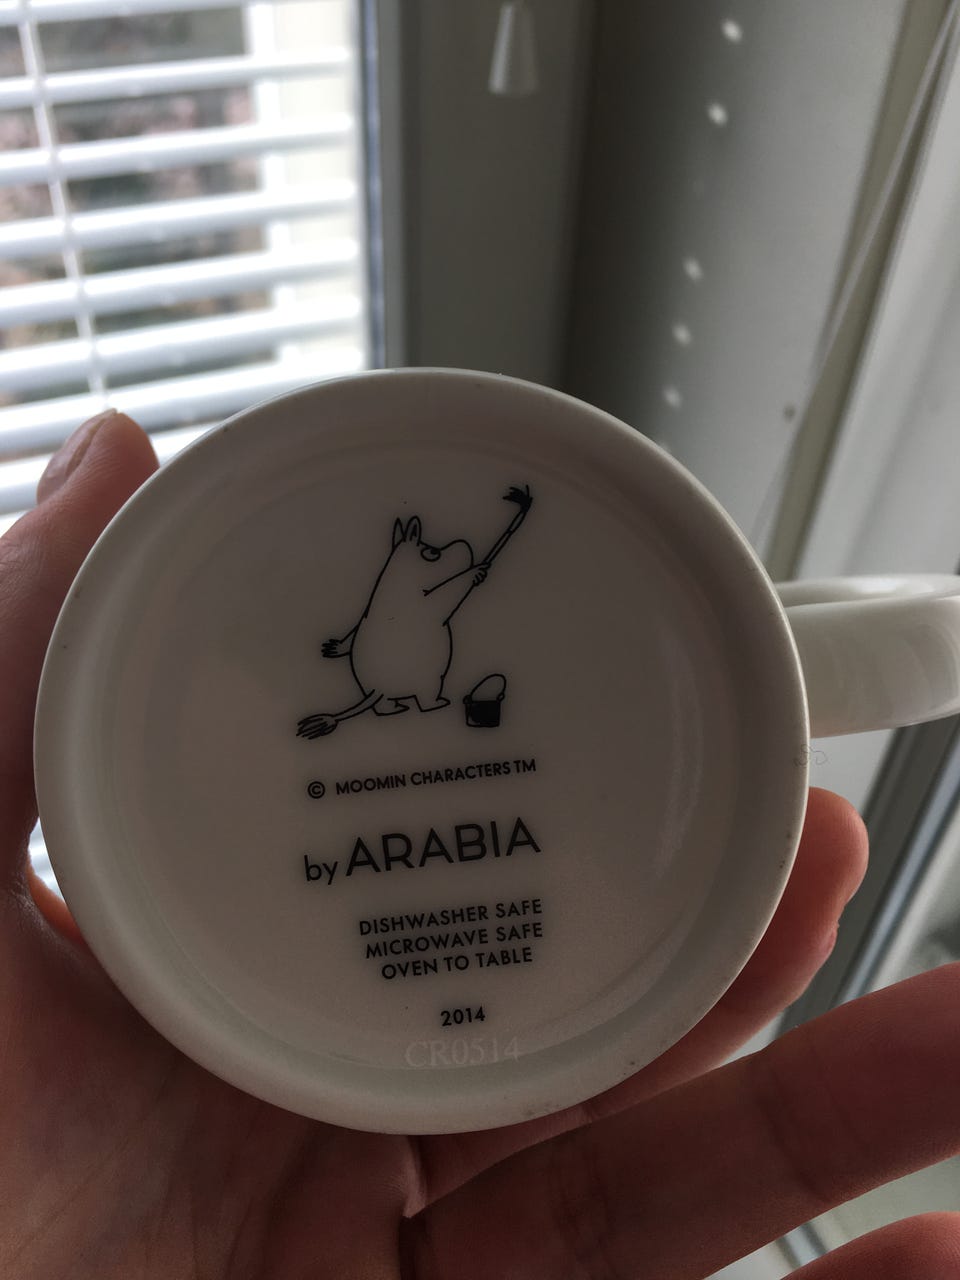 © MOOMIN CHARACTERS TM
by ARABIA
DISHWASHER SAFE
MICROWAVE SAFE
OVEN TO TABLE
2014
CR0514